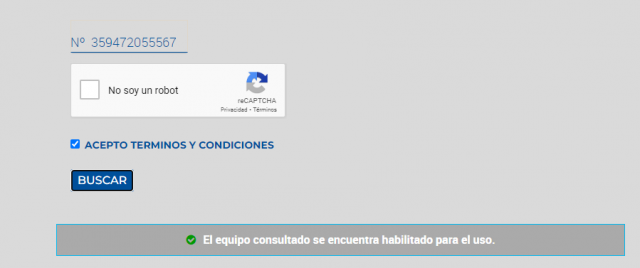 Nº 359472055567
No soy un robot
reCAPTCHA
Privacidad • Términos
ACEPTO TERMINOS Y CONDICIONES
BUSCAR
El equipo consultado se encuentra habilitado para el uso.